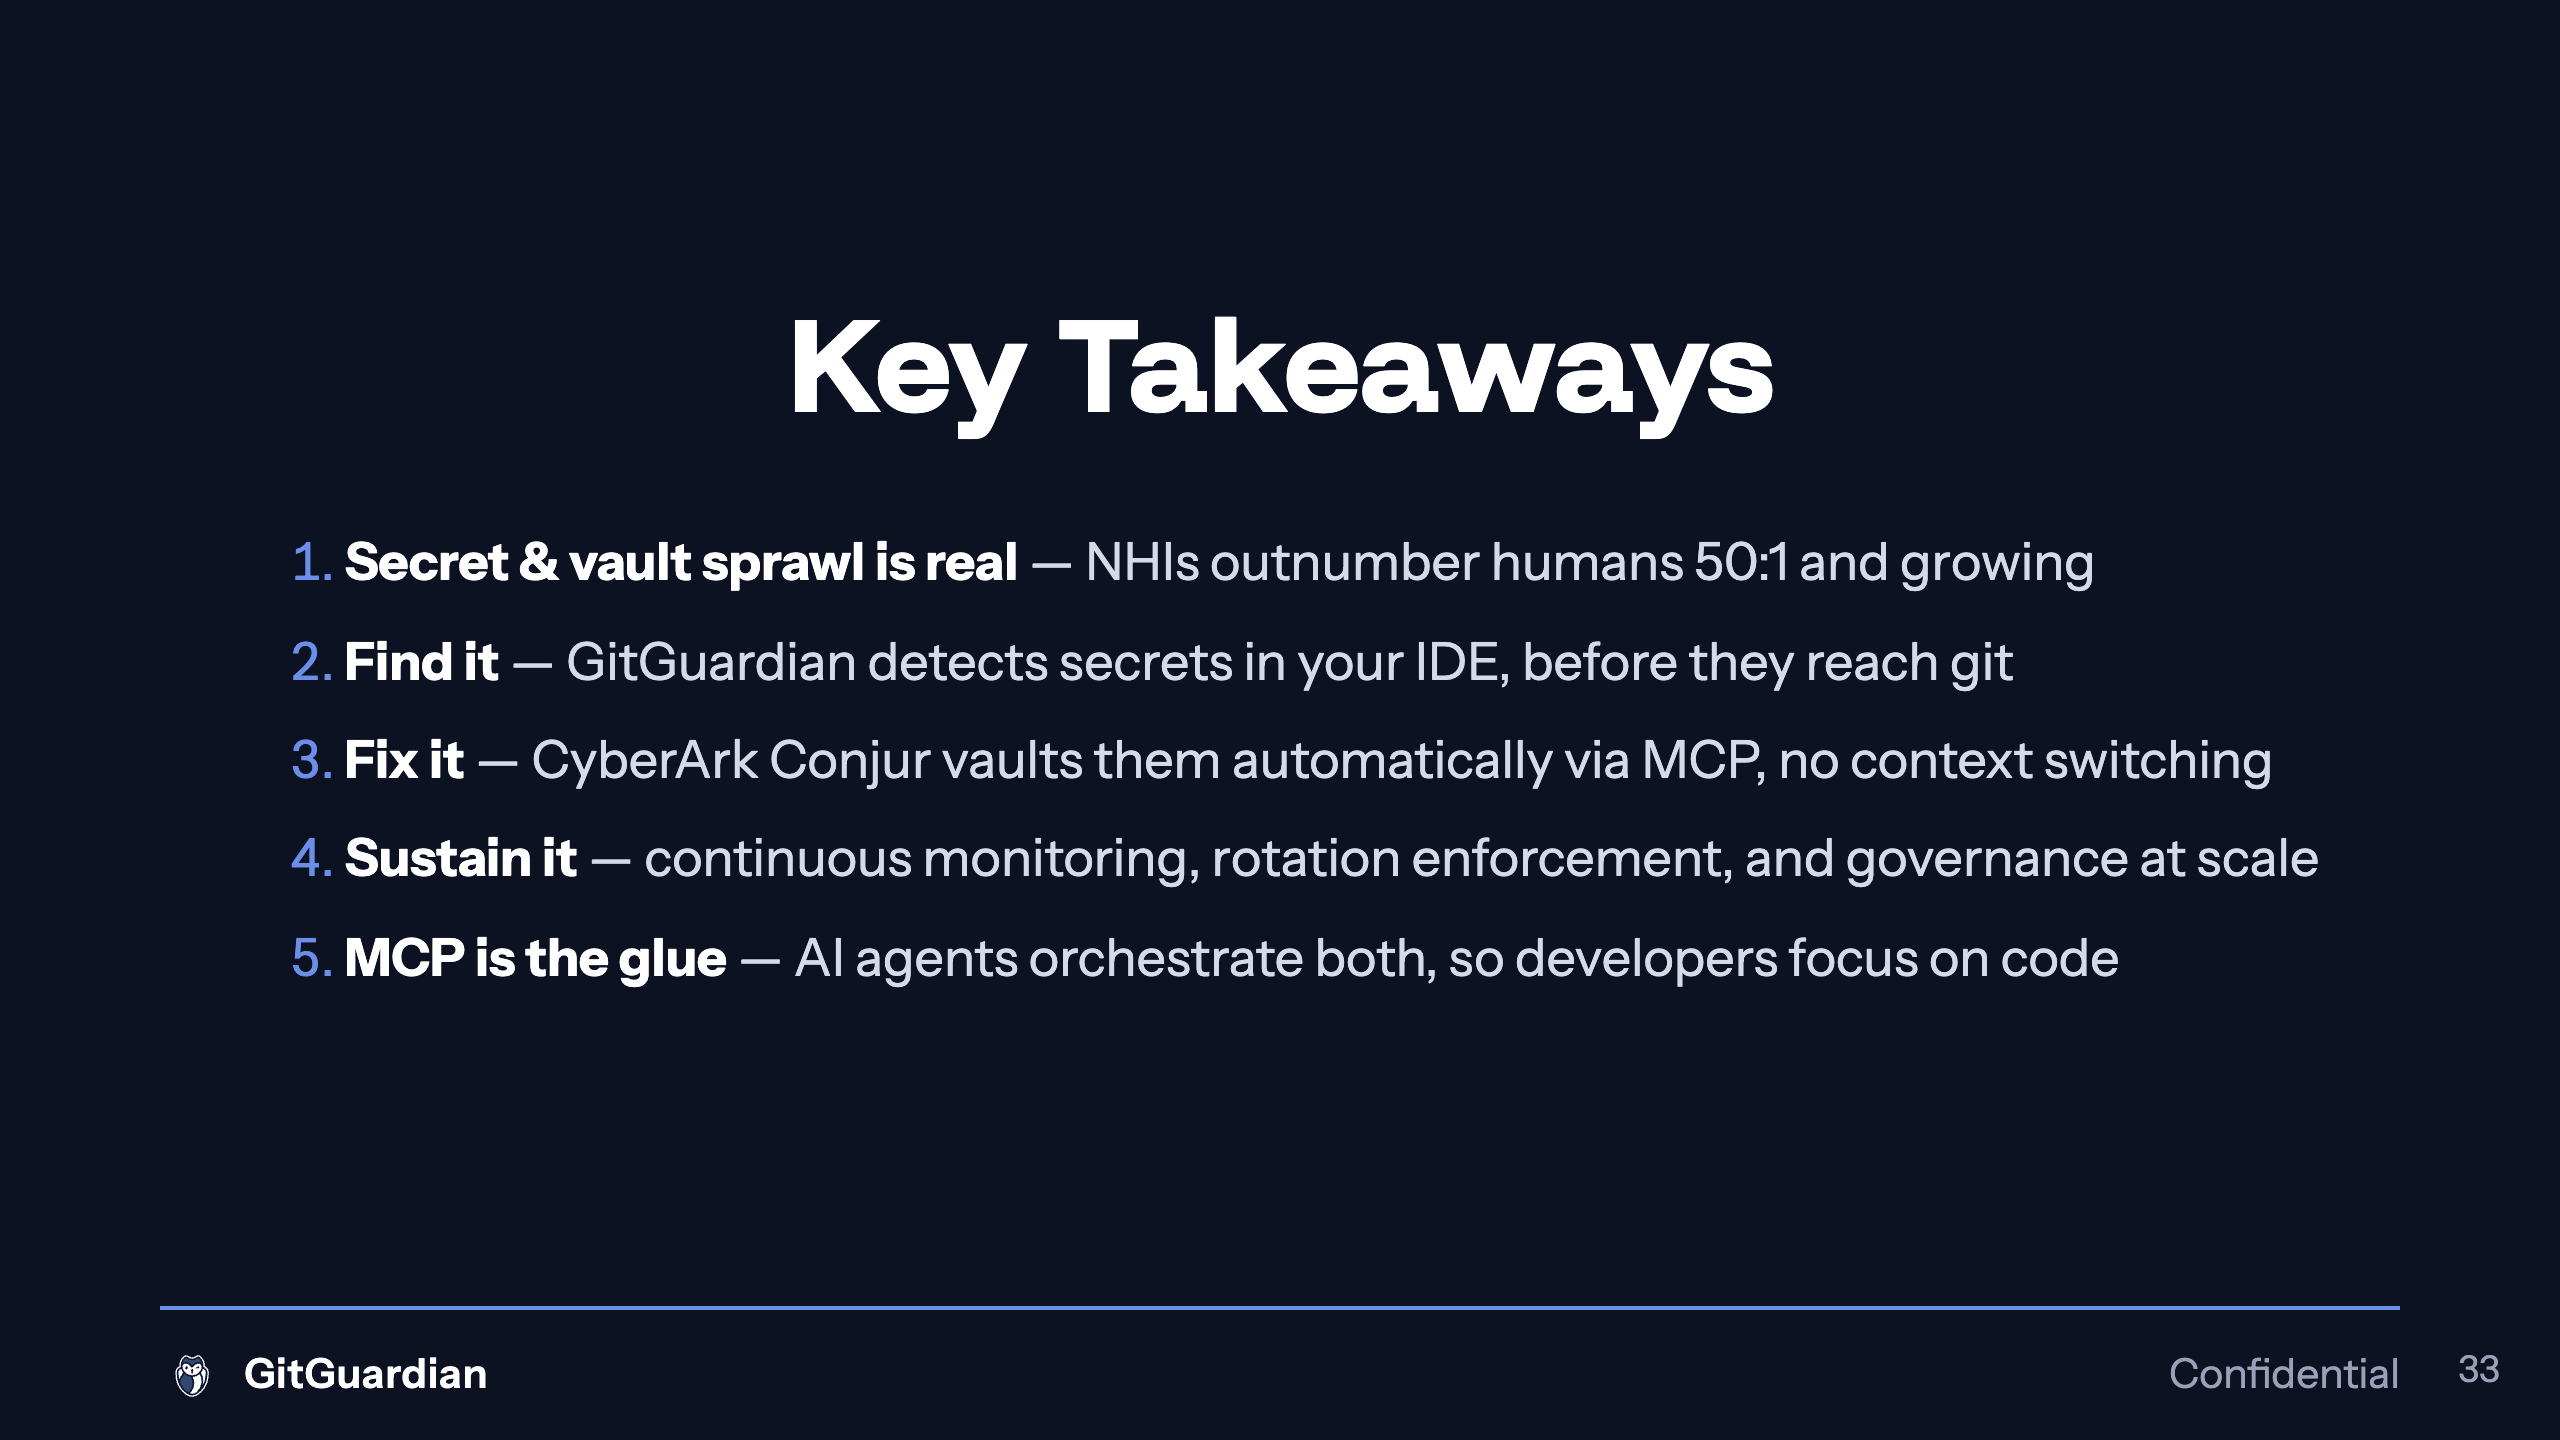 Key Takeaways
1. Secret & vault sprawl is real — NHIs outnumber humans 50:1 and growing
2. Find it — GitGuardian detects secrets in your IDE, before they reach git
3. Fix it — CyberArk Conjur vaults them automatically via MCP, no context switching
4. Sustain it — continuous monitoring, rotation enforcement, and governance at scale
5. MCP is the glue — AI agents orchestrate both, so developers focus on code
GitGuardian
Confidential 33